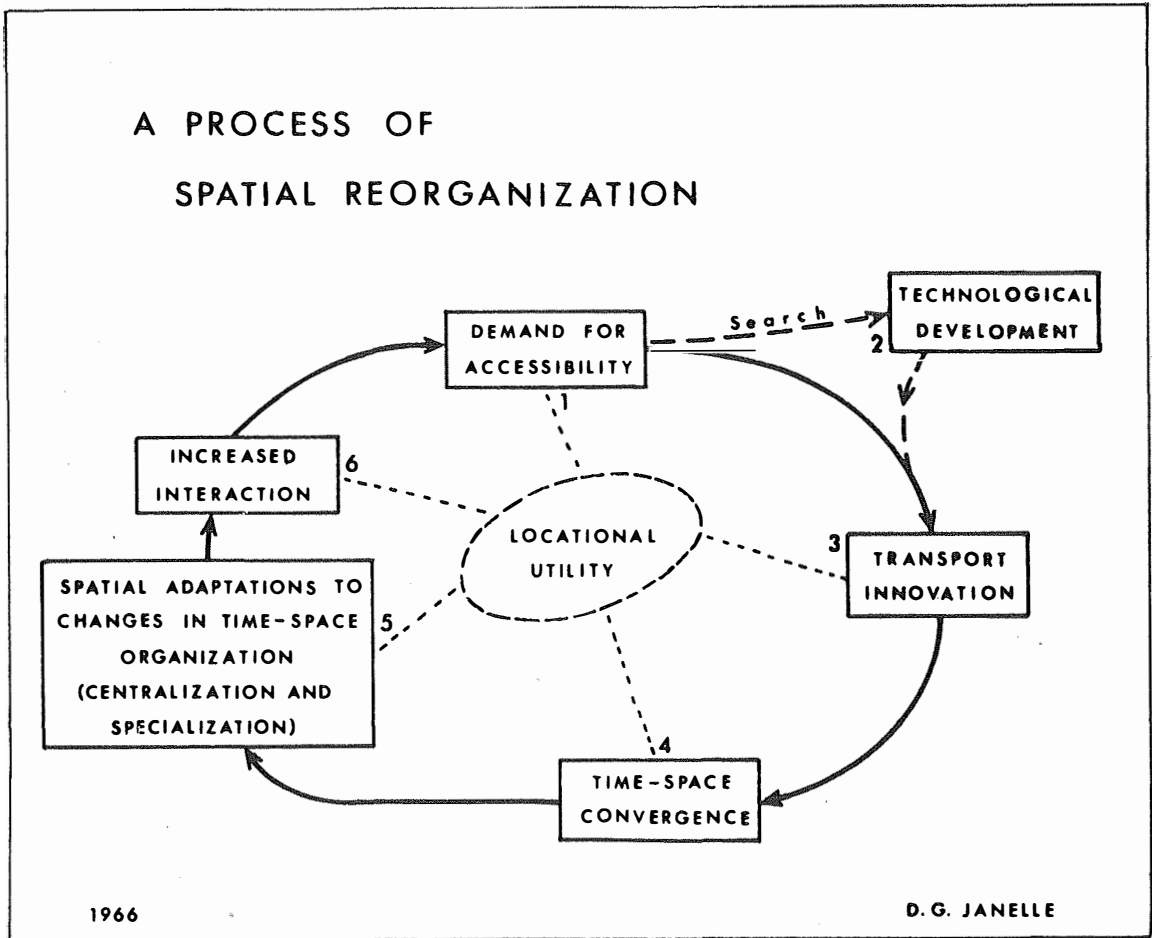 A PROCESS OF
SPATIAL REORGANIZATION
DEMAND FOR
ACCESSIBILITY
1
Search
TECHNOLOGICAL
DEVELOPMENT
2
3
TRANSPORT
INNOVATION
4
TIME-SPACE
CONVERGENCE
5
SPATIAL ADAPTATIONS TO
CHANGES IN TIME-SPACE
ORGANIZATION
(CENTRALIZATION AND
SPECIALIZATION)
6
INCREASED
INTERACTION
LOCATIONAL
UTILITY
1966
D. G. JANELLE